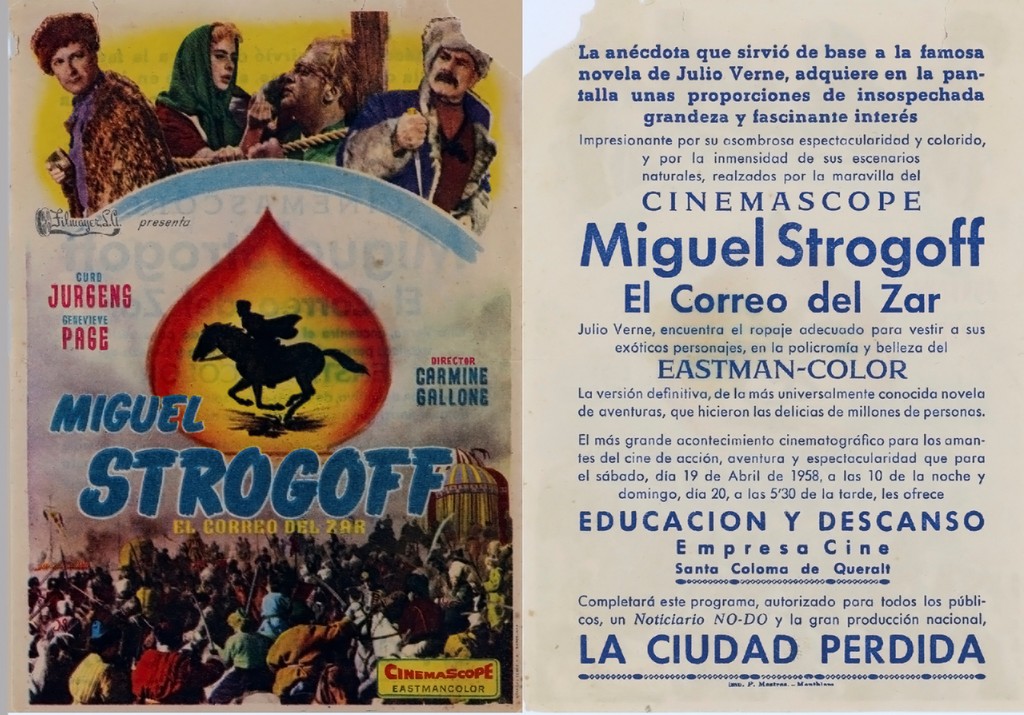 Filmayer, S.A.
presenta
CURD
JURGENS
GENEVIEVE
PAGE
DIRECTOR
CARMINE
GALLONE
MIGUEL
STROGOFF
EL CORREO DEL ZAR
CINEMASCOPE
EASTMANCOLOR
La anécdota que sirvió de base a la famosa
novela de Julio Verne, adquiere en la pan-
talla unas proporciones de insospechada
grandeza y fascinante interés
Impresionante por su asombrosa espectacularidad y colorido,
y por la inmensidad de sus escenarios
naturales, realzados por la maravilla del
CINEMASCOPE
Miguel Strogoff
El Correo del Zar
Julio Verne, encuentra el ropaje adecuado para vestir a sus
exóticos personajes, en la policromía y belleza del
EASTMAN-COLOR
La versión definitiva, de la más universalmente conocida novela
de aventuras, que hicieron las delicias de millones de personas.
El más grande acontecimiento cinematográfico para los aman-
tes del cine de acción, aventura y espectacularidad que para
el sábado, día 19 de Abril de 1958, a las 10 de la noche y
domingo, día 20, a las 5'30 de la tarde, les ofrece
EDUCACION Y DESCANSO
Empresa Cine
Santa Coloma de Queralt
Completará este programa, autorizado para todos los públi-
cos, un Noticiario NO-DO y la gran producción nacional,
LA CIUDAD PERDIDA
Imp. P. Mestres. - Montblanc